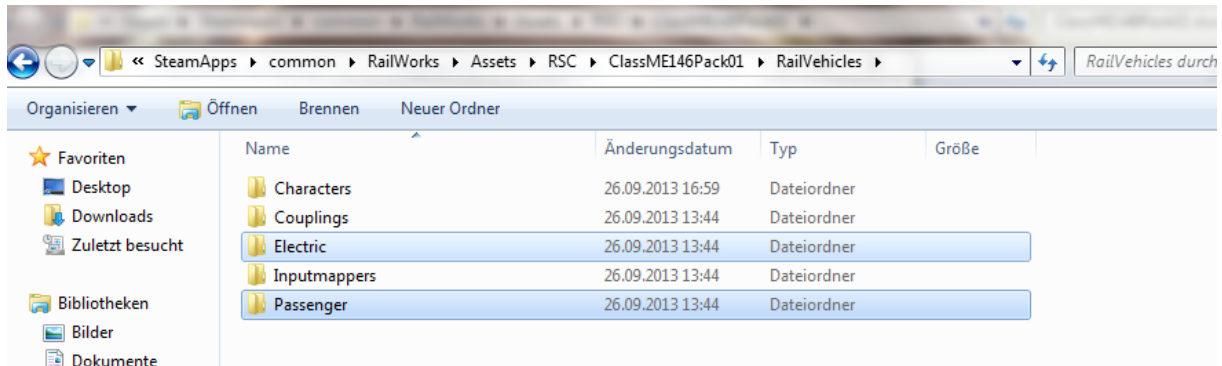 « SteamApps ▸ common ▸ RailWorks ▸ Assets ▸ RSC ▸ ClassME146Pack01 ▸ RailVehicles ▸ RailVehicles durch
Organisieren Öffnen Brennen Neuer Ordner
Favoriten
Desktop
Downloads
Zuletzt besucht
Bibliotheken
Bilder
Dokumente
Name Änderungsdatum Typ Größe
Characters 26.09.2013 16:59 Dateiordner
Couplings 26.09.2013 13:44 Dateiordner
Electric 26.09.2013 13:44 Dateiordner
Inputmappers 26.09.2013 13:44 Dateiordner
Passenger 26.09.2013 13:44 Dateiordner